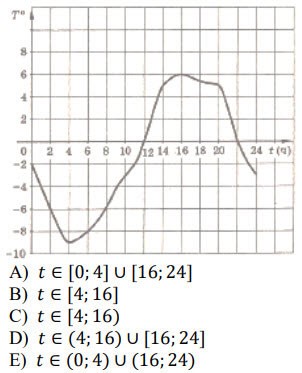 T°
8
6
4
2
0 2 4 6 8 10 12 14 16 18 20 24 t (ч)
-2
-4
-6
-8
-10
A) t ∈ [0; 4] ∪ [16; 24]
B) t ∈ [4; 16]
C) t ∈ [4; 16)
D) t ∈ (4; 16) ∪ [16; 24]
E) t ∈ (0; 4) ∪ (16; 24)